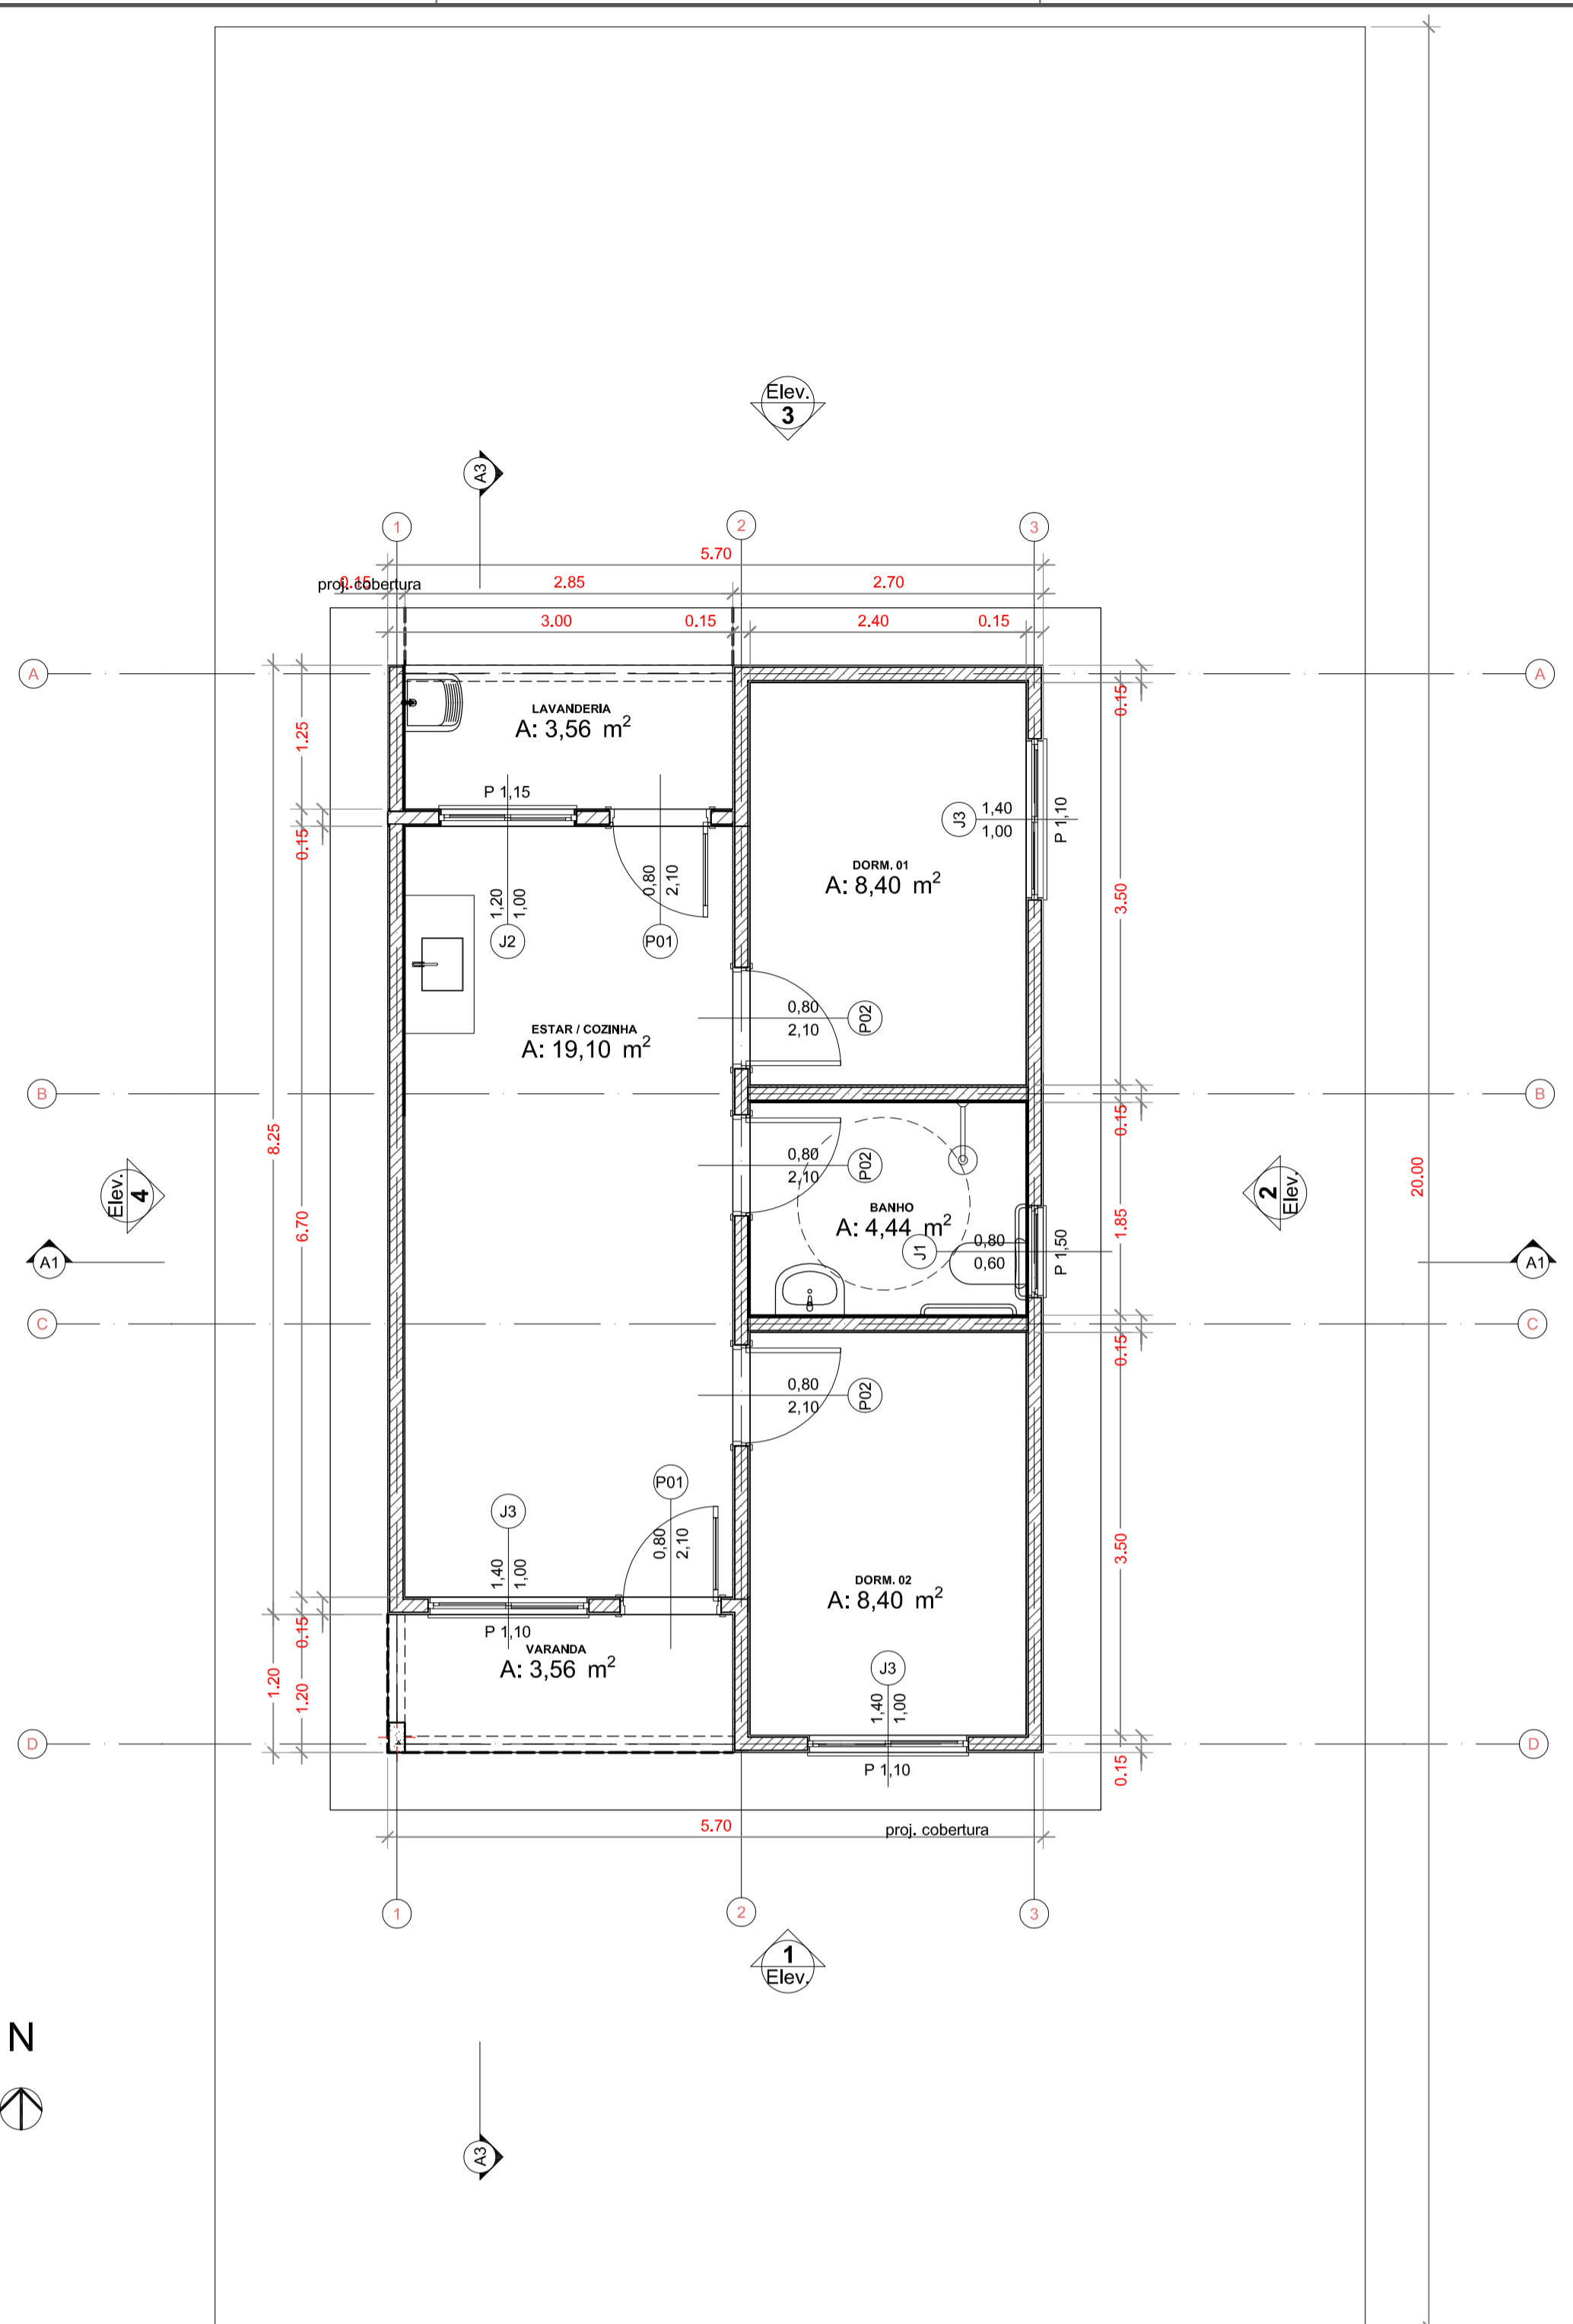 Elev.
3
A3
1
2
3
5.70
proj. cobertura
0.15
2.85
2.70
3.00
0.15
2.40
0.15
A
A
LAVANDERIA
A: 3,56 m²
1.25
0.15
P 1,15
0.15
J3
1,40
1,00
P 1,10
DORM. 01
A: 8,40 m²
1,20
1,00
J2
0,80
2,10
P01
3.50
0,80
2,10
P02
ESTAR / COZINHA
A: 19,10 m²
B
B
8.25
0.15
0,80
2,10
P02
20.00
Elev.
4
2
Elev.
BANHO
A: 4,44 m²
6.70
1.85
J1
0,80
0,60
P 1,50
A1
A1
C
C
0.15
0,80
2,10
P02
P01
0,80
2,10
J3
1,40
1,00
3.50
DORM. 02
A: 8,40 m²
0.15
P 1,10
VARANDA
A: 3,56 m²
J3
1,40
1,00
1.20
1.20
D
D
P 1,10
0.15
5.70
proj. cobertura
1
2
3
1
Elev.
N
A3